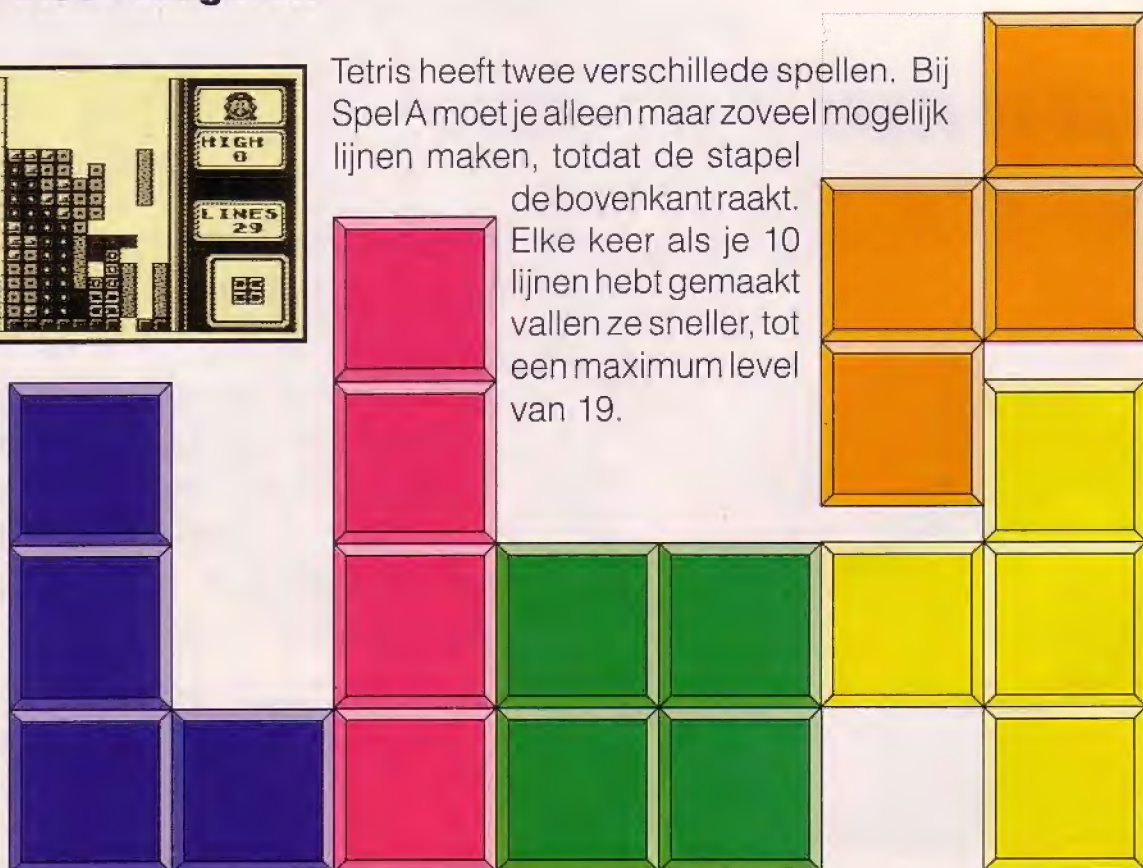 HIGH
0
LINES
29
Tetris heeft twee verschillede spellen. Bij
Spel A moet je alleen maar zoveel mogelijk
lijnen maken, totdat de stapel
de bovenkant raakt.
Elke keer als je 10
lijnen hebt gemaakt
vallen ze sneller, tot
een maximum level
van 19.